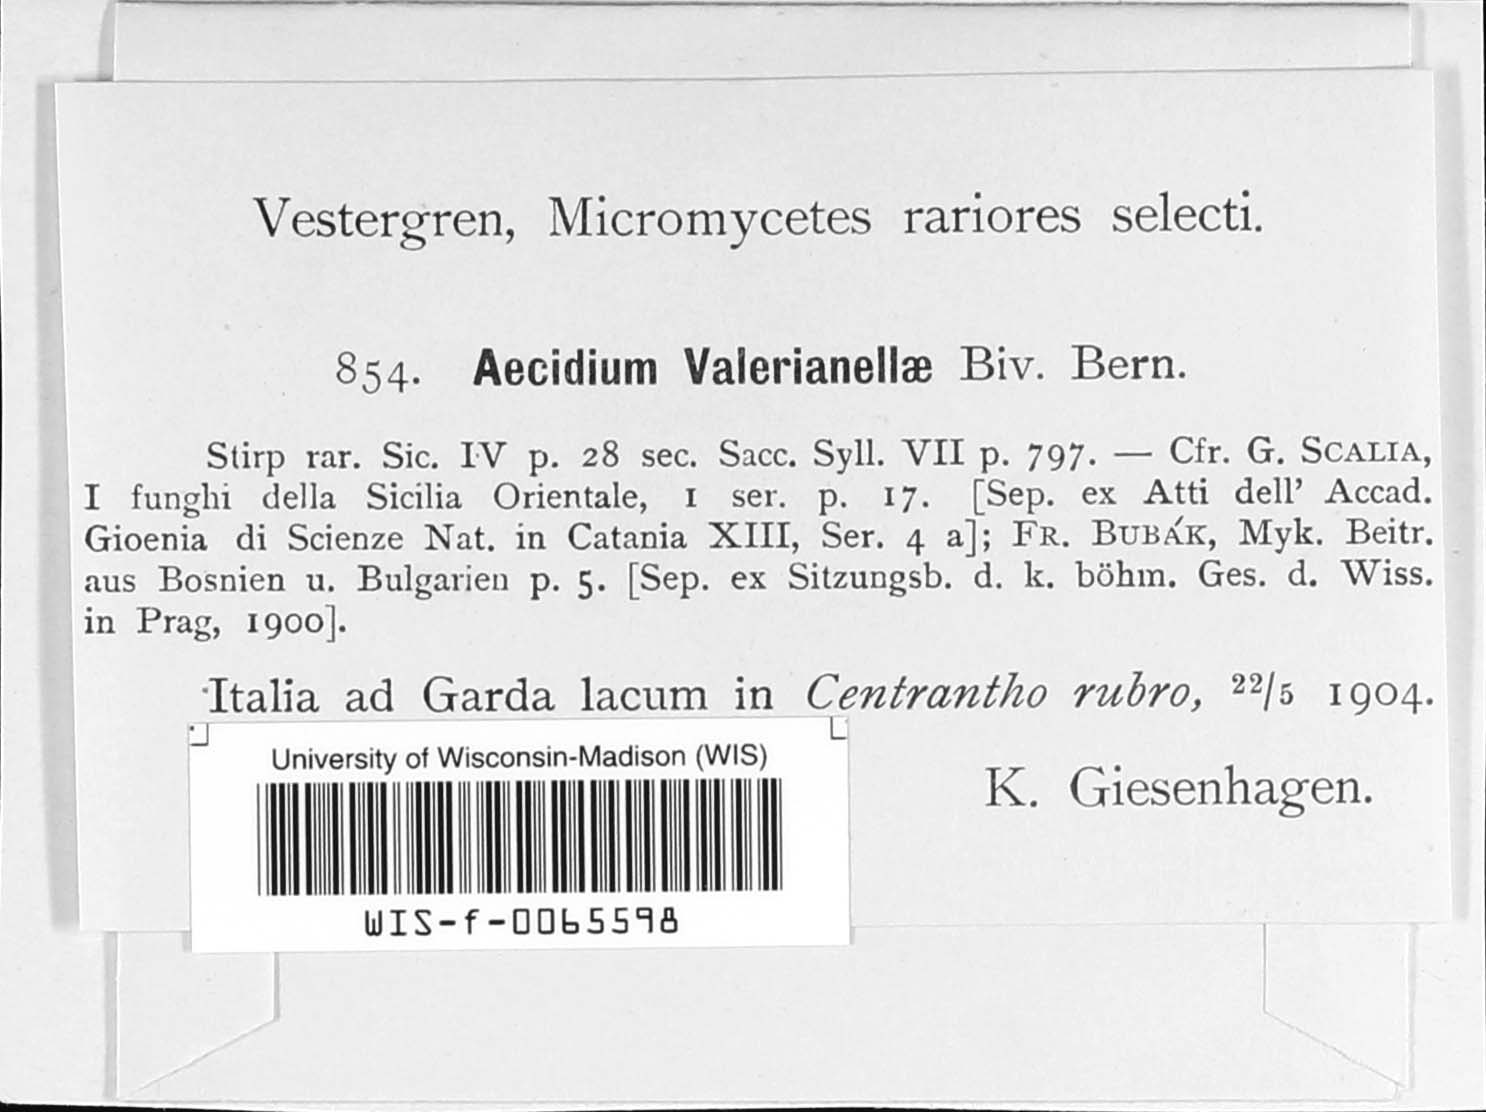 Vestergren, Micromycetes rariores selecti.
854. Aecidium Valerianellæ Biv. Bern.
Stirp rar. Sic. IV p. 28 sec. Sacc. Syll. VII p. 797. — Cfr. G. SCALIA,
I funghi della Sicilia Orientale, 1 ser. p. 17. [Sep. ex Atti dell' Accad.
Gioenia di Scienze Nat. in Catania XIII, Ser. 4 a]; FR. BUBÁK, Myk. Beitr.
aus Bosnien u. Bulgarien p. 5. [Sep. ex Sitzungsb. d. k. böhm. Ges. d. Wiss.
in Prag, 1900].
Italia ad Garda lacum in Centrantho rubro, 22/5 1904.
K. Giesenhagen.
University of Wisconsin-Madison (WIS)
WIS-f-0065598